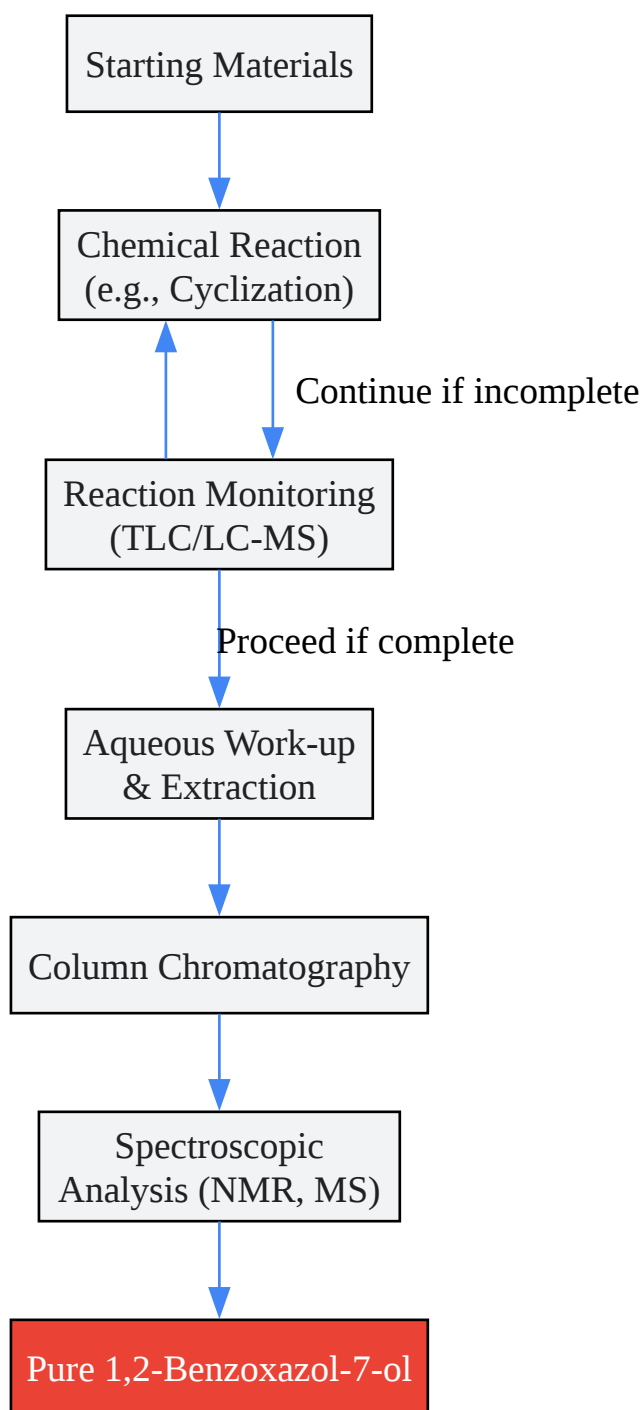 Starting Materials
Chemical Reaction
(e.g., Cyclization)
Continue if incomplete
Reaction Monitoring
(TLC/LC-MS)
Proceed if complete
Aqueous Work-up
& Extraction
Column Chromatography
Spectroscopic
Analysis (NMR, MS)
Pure 1,2-Benzoxazol-7-ol